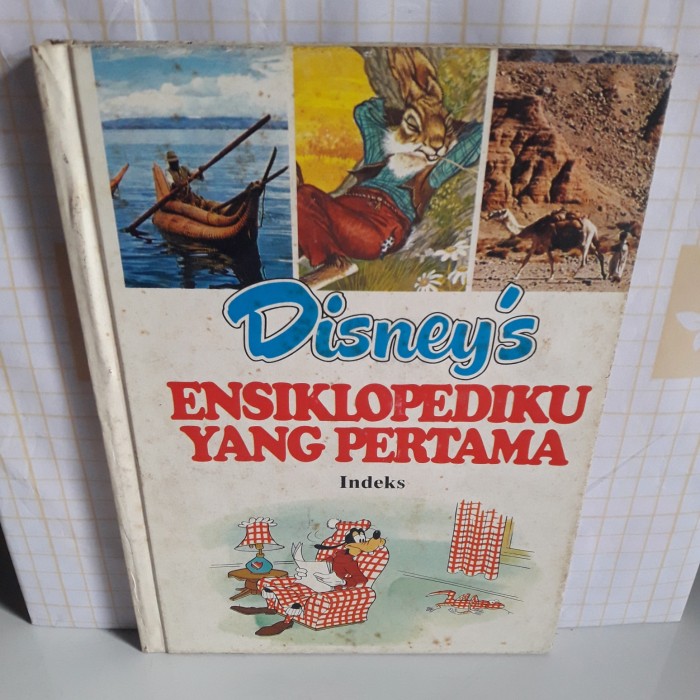 Disney's
ENSIKLOPEDIKU
YANG PERTAMA
Indeks